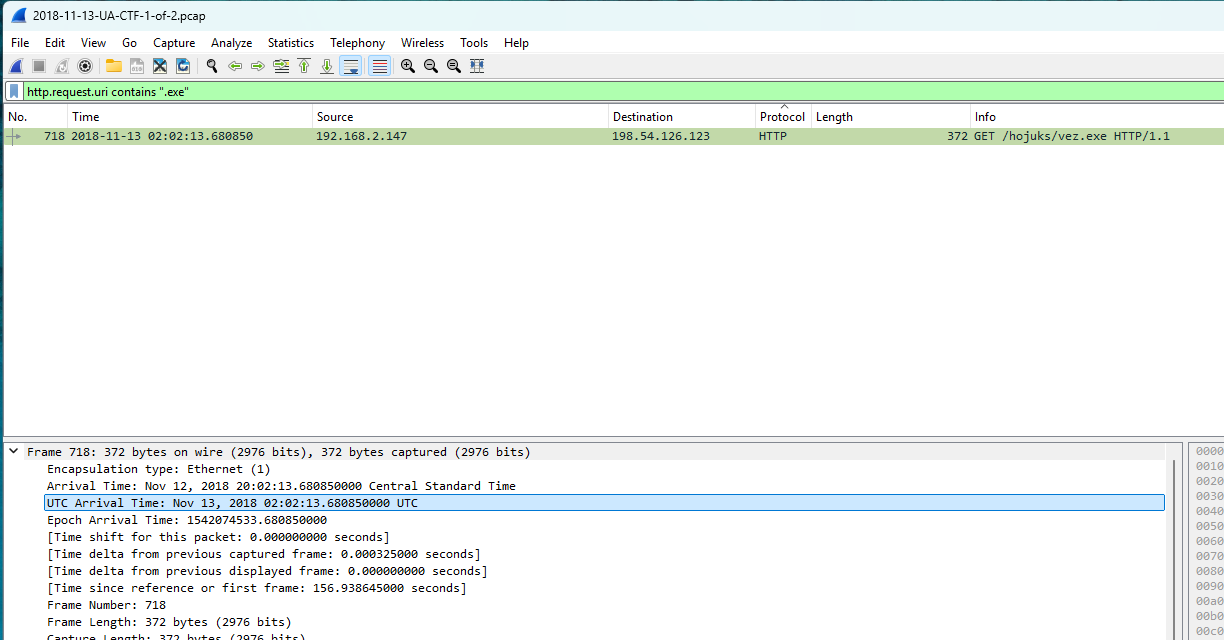 2018-11-13-UA-CTF-1-of-2.pcap
File Edit View Go Capture Analyze Statistics Telephony Wireless Tools Help
http.request.uri contains ".exe"
No. Time Source Destination Protocol Length Info
718 2018-11-13 02:02:13.680850 192.168.2.147 198.54.126.123 HTTP 372 GET /hojuks/vez.exe HTTP/1.1
Frame 718: 372 bytes on wire (2976 bits), 372 bytes captured (2976 bits)
Encapsulation type: Ethernet (1)
Arrival Time: Nov 12, 2018 20:02:13.680850000 Central Standard Time
UTC Arrival Time: Nov 13, 2018 02:02:13.680850000 UTC
Epoch Arrival Time: 1542074533.680850000
[Time shift for this packet: 0.000000000 seconds]
[Time delta from previous captured frame: 0.000325000 seconds]
[Time delta from previous displayed frame: 0.000000000 seconds]
[Time since reference or first frame: 156.938645000 seconds]
Frame Number: 718
Frame Length: 372 bytes (2976 bits)
Capture Length: 372 bytes (2976 bits)
0000
0010
0020
0030
0040
0050
0060
0070
0080
0090
00a0
00b0
00c0